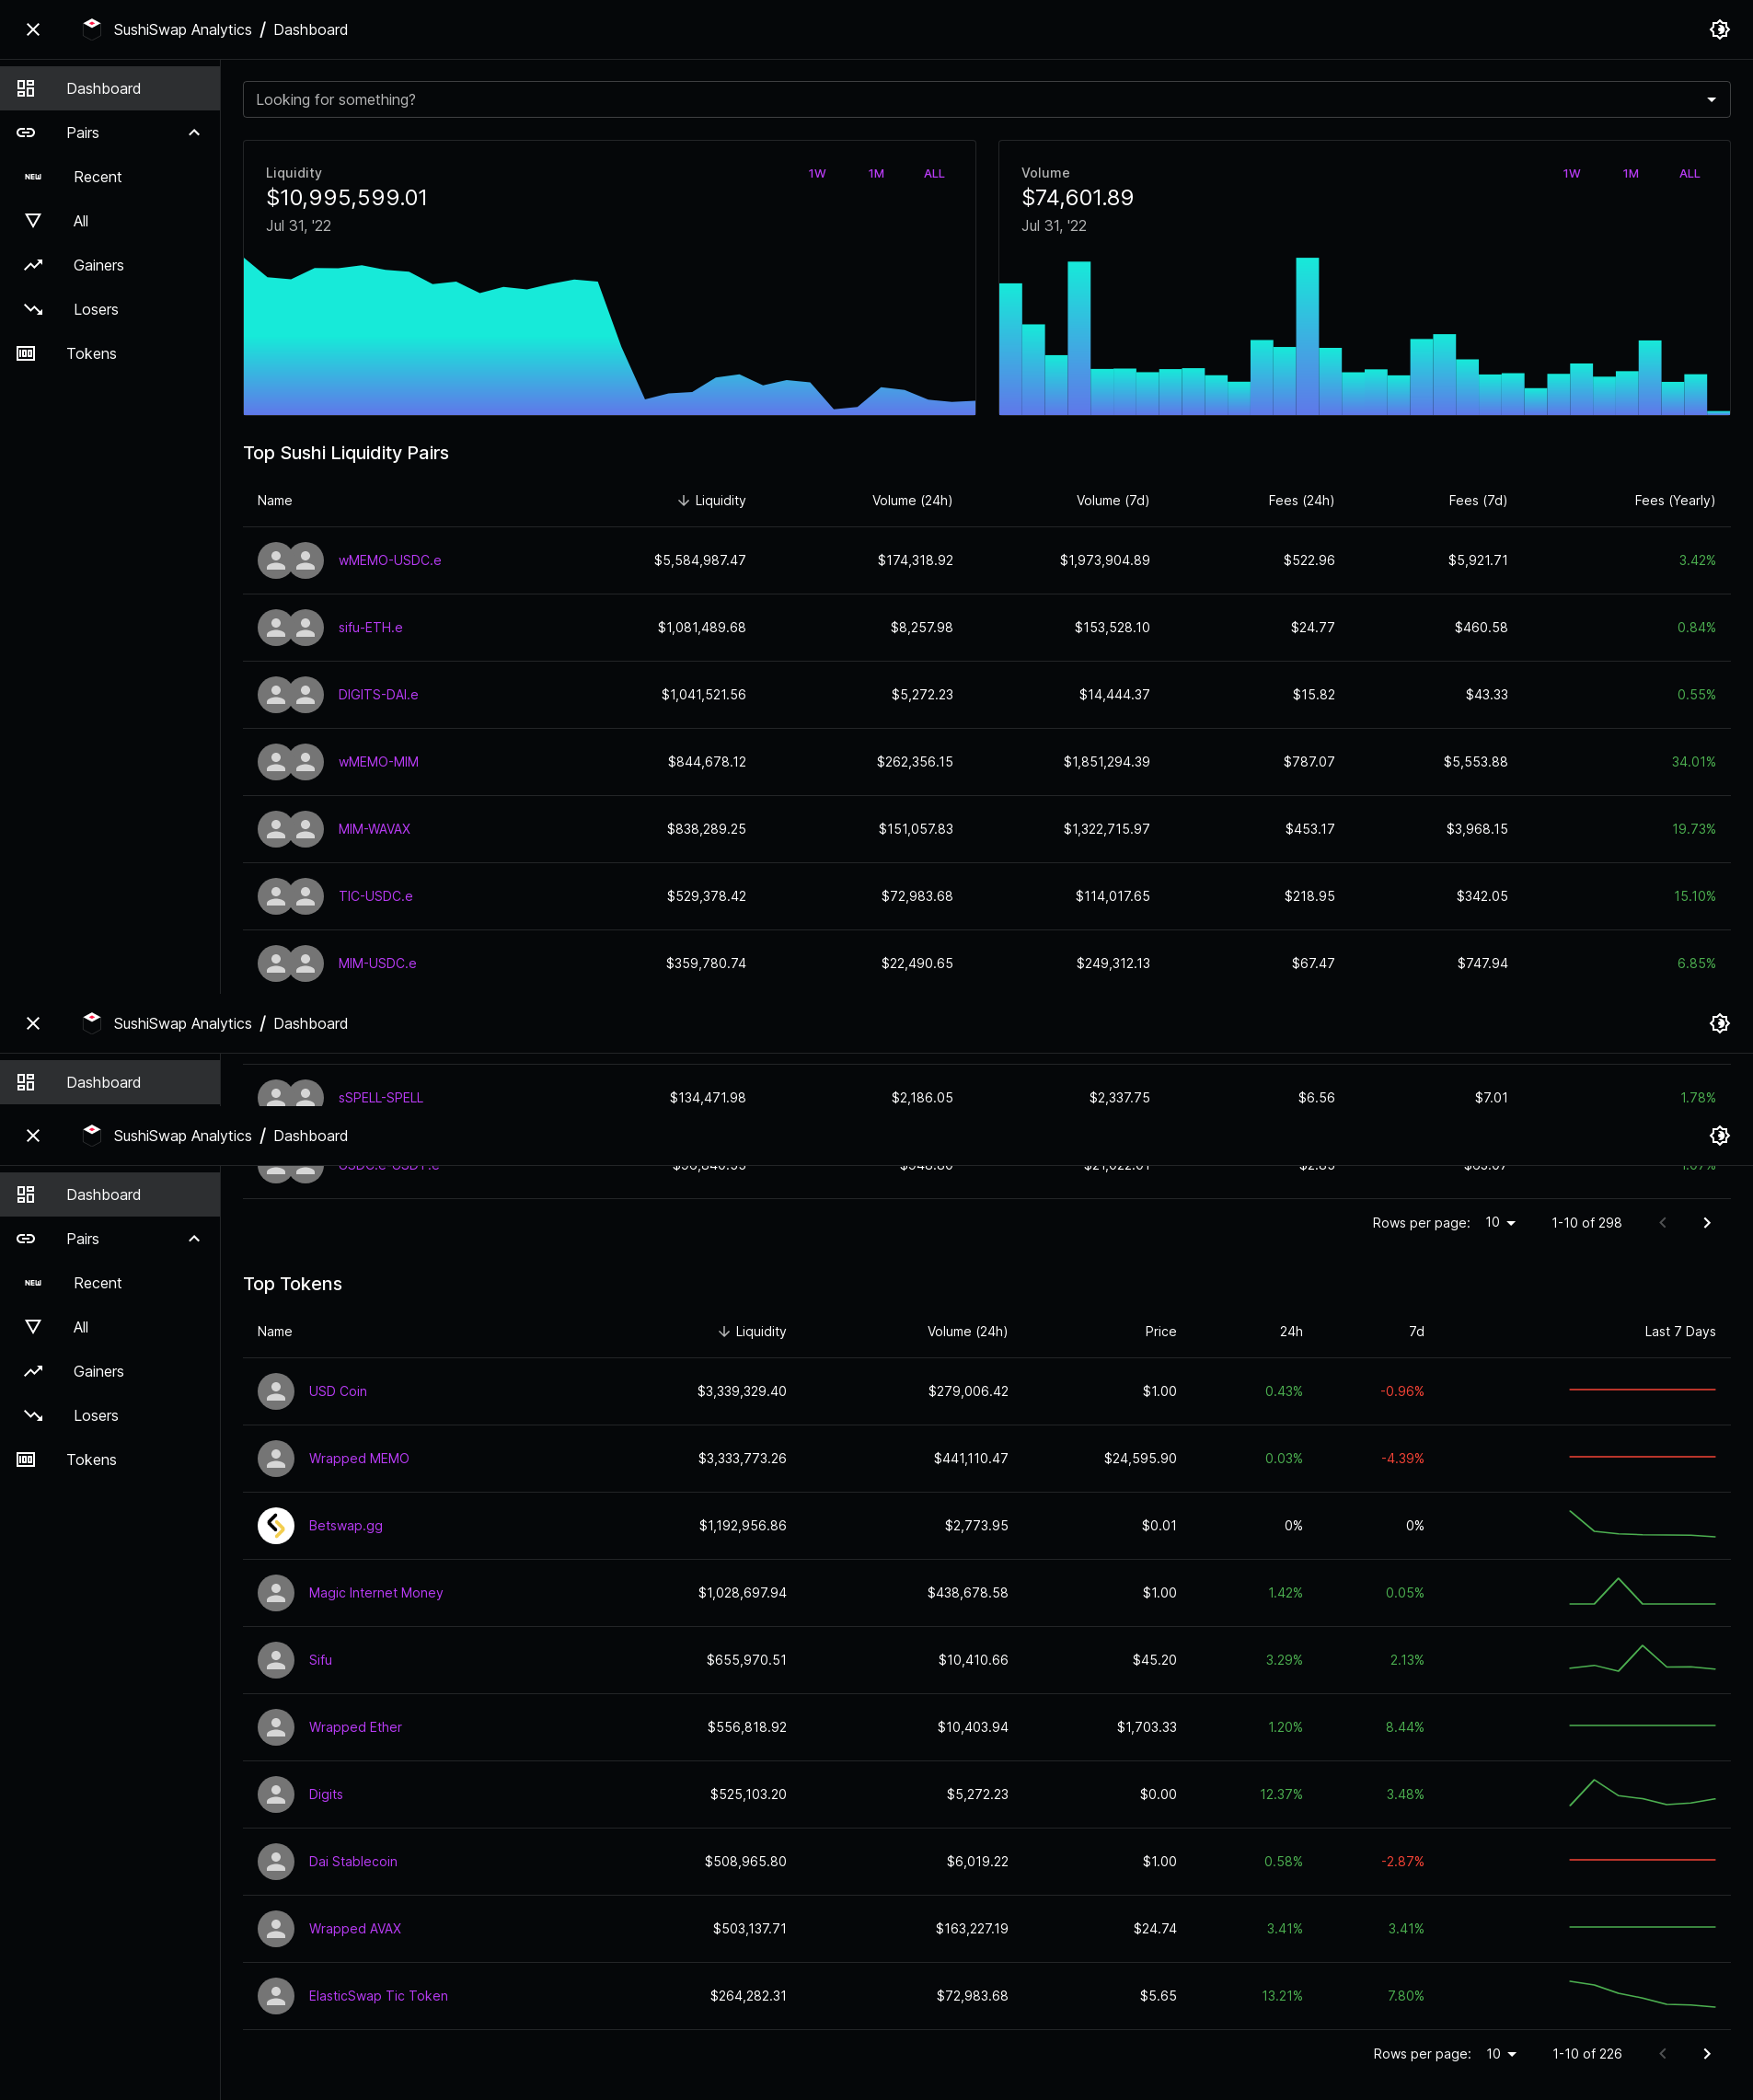 SushiSwap Analytics / Dashboard
Dashboard
Pairs
NEW Recent
All
Gainers
Losers
Tokens
Looking for something?
Liquidity 1W 1M ALL
$10,995,599.01
Jul 31, '22
Volume 1W 1M ALL
$74,601.89
Jul 31, '22
Top Sushi Liquidity Pairs
Name Liquidity Volume (24h) Volume (7d) Fees (24h) Fees (7d) Fees (Yearly)
wMEMO-USDC.e $5,584,987.47 $174,318.92 $1,973,904.89 $522.96 $5,921.71 3.42%
sifu-ETH.e $1,081,489.68 $8,257.98 $153,528.10 $24.77 $460.58 0.84%
DIGITS-DAI.e $1,041,521.56 $5,272.23 $14,444.37 $15.82 $43.33 0.55%
wMEMO-MIM $844,678.12 $262,356.15 $1,851,294.39 $787.07 $5,553.88 34.01%
MIM-WAVAX $838,289.25 $151,057.83 $1,322,715.97 $453.17 $3,968.15 19.73%
TIC-USDC.e $529,378.42 $72,983.68 $114,017.65 $218.95 $342.05 15.10%
MIM-USDC.e $359,780.74 $22,490.65 $249,312.13 $67.47 $747.94 6.85%
SushiSwap Analytics / Dashboard
Dashboard
sSPELL-SPELL $134,471.98 $2,186.05 $2,337.75 $6.56 $7.01 1.78%
SushiSwap Analytics / Dashboard
Dashboard
Pairs
NEW Recent
All
Gainers
Losers
Tokens
Rows per page: 10 1-10 of 298
Top Tokens
Name Liquidity Volume (24h) Price 24h 7d Last 7 Days
USD Coin $3,339,329.40 $279,006.42 $1.00 0.43% -0.96%
Wrapped MEMO $3,333,773.26 $441,110.47 $24,595.90 0.03% -4.39%
Betswap.gg $1,192,956.86 $2,773.95 $0.01 0% 0%
Magic Internet Money $1,028,697.94 $438,678.58 $1.00 1.42% 0.05%
Sifu $655,970.51 $10,410.66 $45.20 3.29% 2.13%
Wrapped Ether $556,818.92 $10,403.94 $1,703.33 1.20% 8.44%
Digits $525,103.20 $5,272.23 $0.00 12.37% 3.48%
Dai Stablecoin $508,965.80 $6,019.22 $1.00 0.58% -2.87%
Wrapped AVAX $503,137.71 $163,227.19 $24.74 3.41% 3.41%
ElasticSwap Tic Token $264,282.31 $72,983.68 $5.65 13.21% 7.80%
Rows per page: 10 1-10 of 226